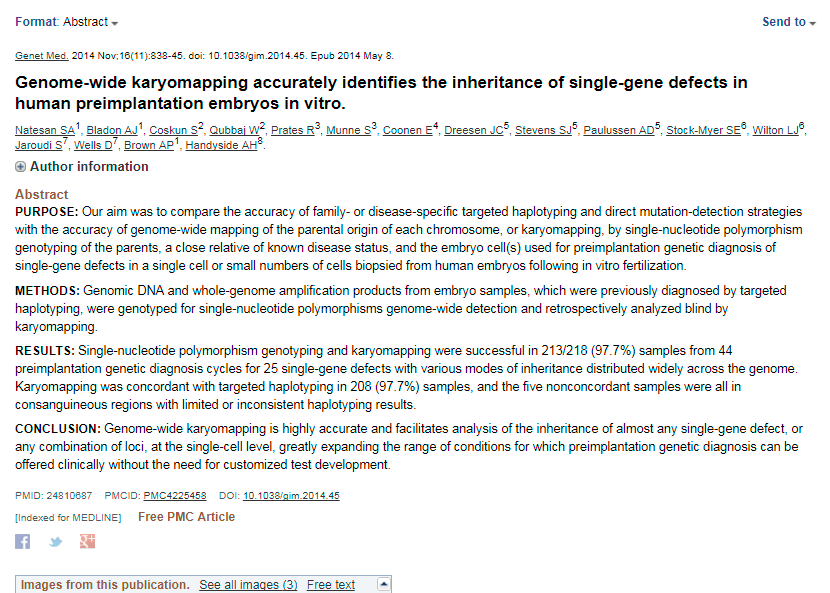 Format: Abstract
Send to
Genet Med. 2014 Nov;16(11):838-45. doi: 10.1038/gim.2014.45. Epub 2014 May 8.
Genome-wide karyomapping accurately identifies the inheritance of single-gene defects in
human preimplantation embryos in vitro.
Natesan SA1, Bladon AJ1, Coskun S2, Qubbaj W2, Prates R3, Munne S3, Coonen E4, Dreesen JC5, Stevens SJ5, Paulussen AD5, Stock-Myer SE6, Wilton LJ6,
Jaroudi S7, Wells D7, Brown AP1, Handyside AH8.
Author information
Abstract
PURPOSE: Our aim was to compare the accuracy of family- or disease-specific targeted haplotyping and direct mutation-detection strategies
with the accuracy of genome-wide mapping of the parental origin of each chromosome, or karyomapping, by single-nucleotide polymorphism
genotyping of the parents, a close relative of known disease status, and the embryo cell(s) used for preimplantation genetic diagnosis of
single-gene defects in a single cell or small numbers of cells biopsied from human embryos following in vitro fertilization.
METHODS: Genomic DNA and whole-genome amplification products from embryo samples, which were previously diagnosed by targeted
haplotyping, were genotyped for single-nucleotide polymorphisms genome-wide detection and retrospectively analyzed blind by
karyomapping.
RESULTS: Single-nucleotide polymorphism genotyping and karyomapping were successful in 213/218 (97.7%) samples from 44
preimplantation genetic diagnosis cycles for 25 single-gene defects with various modes of inheritance distributed widely across the genome.
Karyomapping was concordant with targeted haplotyping in 208 (97.7%) samples, and the five nonconcordant samples were all in
consanguineous regions with limited or inconsistent haplotyping results.
CONCLUSION: Genome-wide karyomapping is highly accurate and facilitates analysis of the inheritance of almost any single-gene defect, or
any combination of loci, at the single-cell level, greatly expanding the range of conditions for which preimplantation genetic diagnosis can be
offered clinically without the need for customized test development.
PMID: 24810687 PMCID: PMC4225458 DOI: 10.1038/gim.2014.45
[Indexed for MEDLINE] Free PMC Article
Images from this publication. See all images (3) Free text